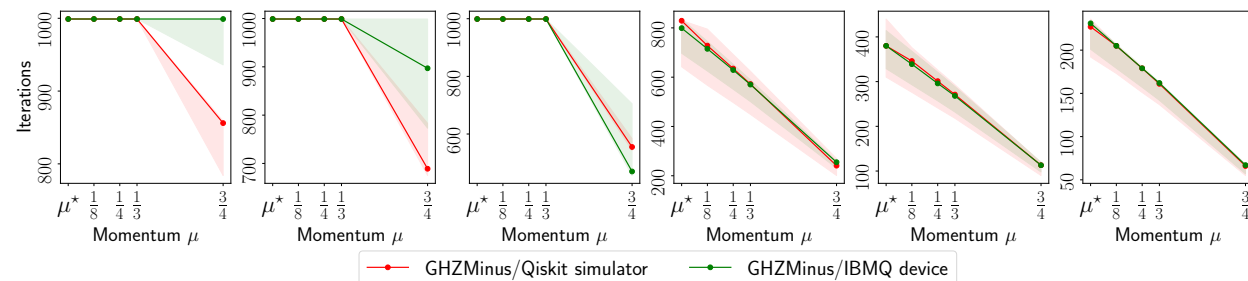 Iterations
1000
900
800
μ* 1/8 1/4 1/3 3/4
Momentum μ
1000
900
800
700
μ* 1/8 1/4 1/3 3/4
Momentum μ
1000
800
600
μ* 1/8 1/4 1/3 3/4
Momentum μ
800
600
400
200
μ* 1/8 1/4 1/3 3/4
Momentum μ
400
300
200
100
μ* 1/8 1/4 1/3 3/4
Momentum μ
200
150
100
50
μ* 1/8 1/4 1/3 3/4
Momentum μ
GHZMinus/Qiskit simulator
GHZMinus/IBMQ device